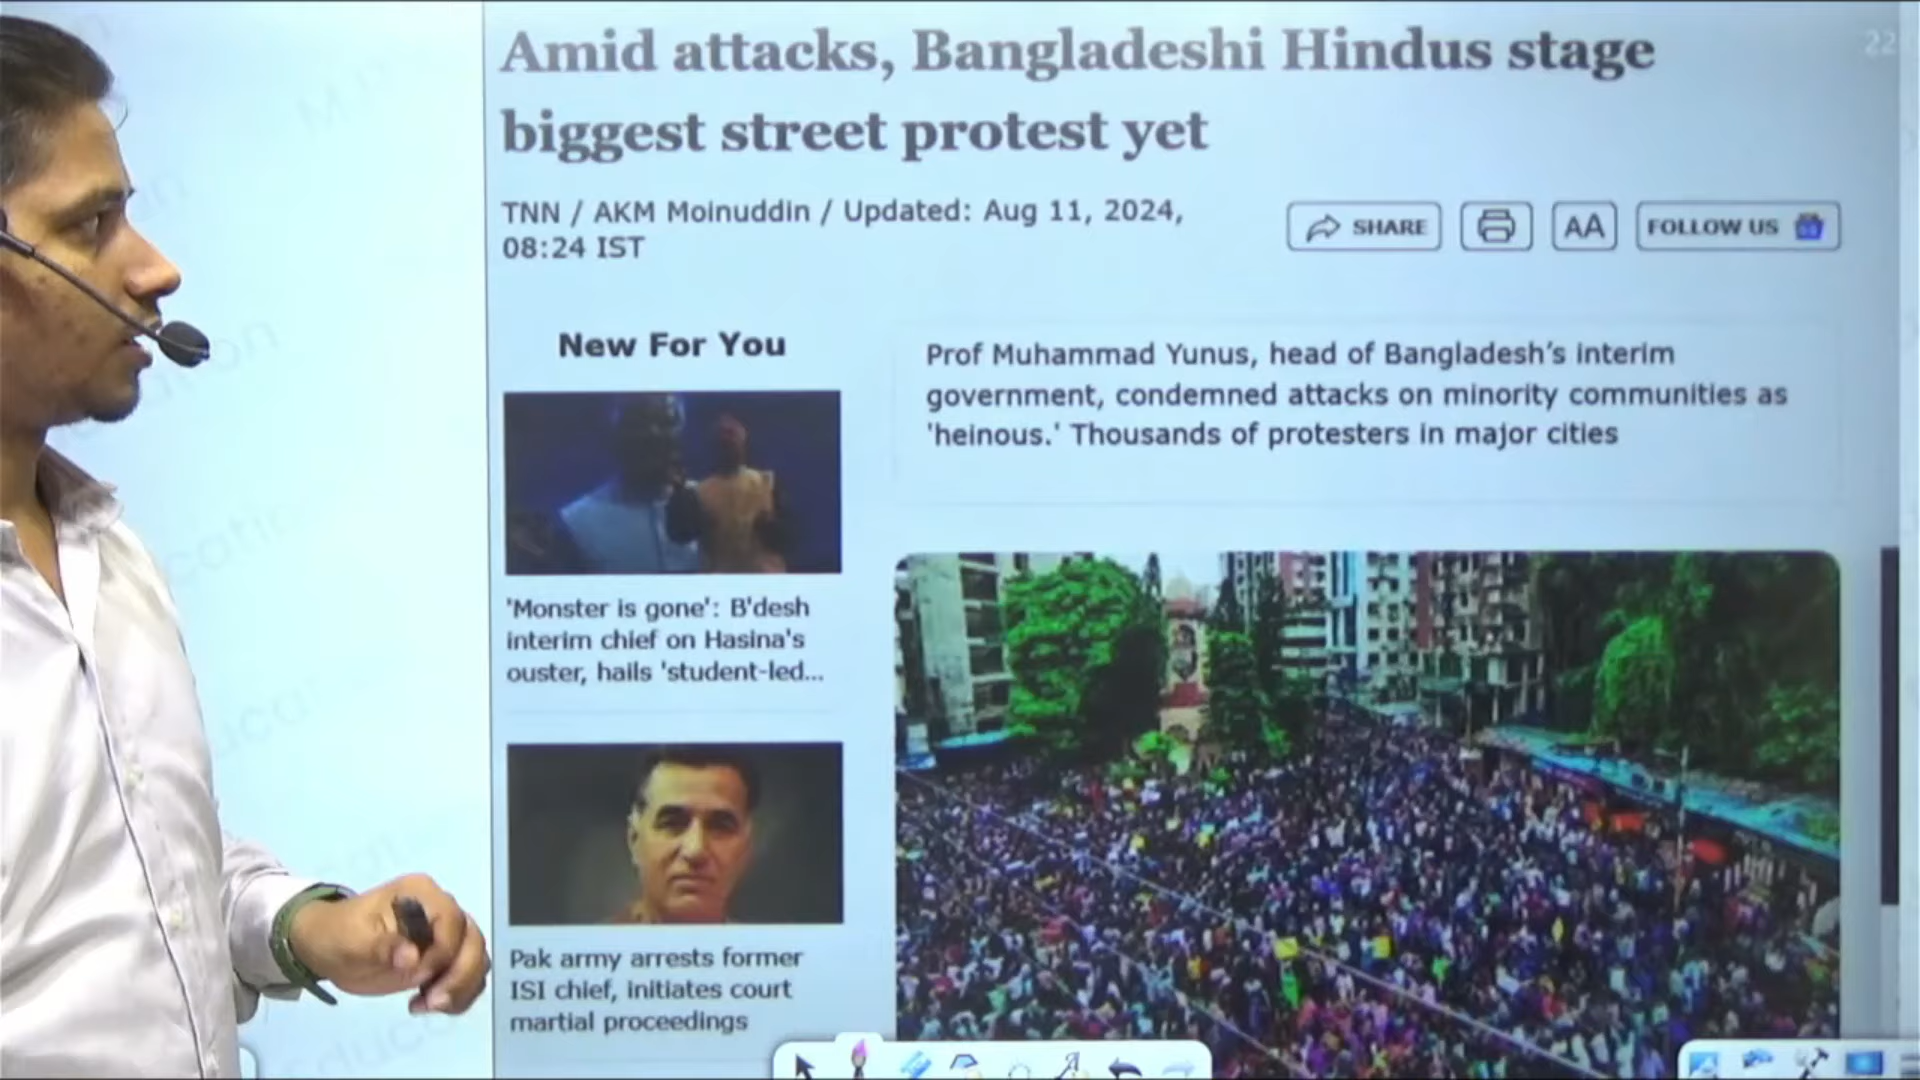 Amid attacks, Bangladeshi Hindus stage
biggest street protest yet
22
TNN / AKM Moinuddin / Updated: Aug 11, 2024,
08:24 IST
SHARE
AA
FOLLOW US
New For You
Prof Muhammad Yunus, head of Bangladesh's interim
government, condemned attacks on minority communities as
'heinous.' Thousands of protesters in major cities
'Monster is gone': B'desh
interim chief on Hasina's
ouster, hails 'student-led...
Pak army arrests former
ISI chief, initiates court
martial proceedings